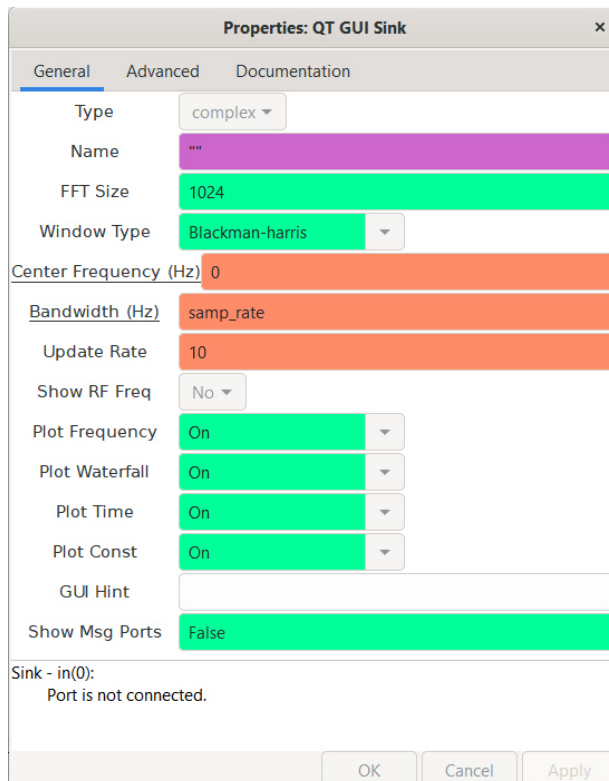 Properties: QT GUI Sink ×
General Advanced Documentation
Type complex
Name ""
FFT Size 1024
Window Type Blackman-harris
Center Frequency (Hz) 0
Bandwidth (Hz) samp_rate
Update Rate 10
Show RF Freq No
Plot Frequency On
Plot Waterfall On
Plot Time On
Plot Const On
GUI Hint
Show Msg Ports False
Sink - in(0):
Port is not connected.
OK Cancel Apply